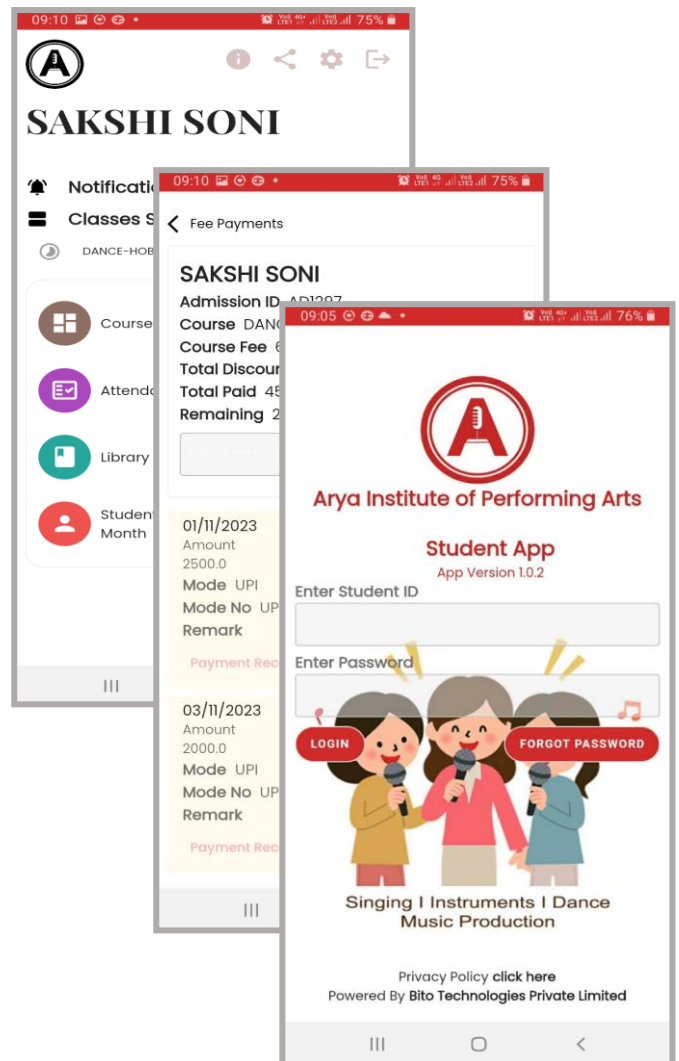 09:10
75%
SAKSHI SONI
Notificati
Classes S
DANCE-HOB
Course
Attend
Library
Studen
Month
09:10
75%
Fee Payments
SAKSHI SONI
Admission ID AD1297
Course DANC
Course Fee
Total Discour
Total Paid 45
Remaining 2
01/11/2023
Amount
2500.0
Mode UPI
Mode No UP
Remark
Payment Rec
03/11/2023
Amount
2000.0
Mode UPI
Mode No UP
Remark
Payment Rec
09:05
76%
A
Arya Institute of Performing Arts
Student App
App Version 1.0.2
Enter Student ID
Enter Password
LOGIN
FORGOT PASSWORD
Singing I Instruments I Dance
Music Production
Privacy Policy click here
Powered By Bito Technologies Private Limited